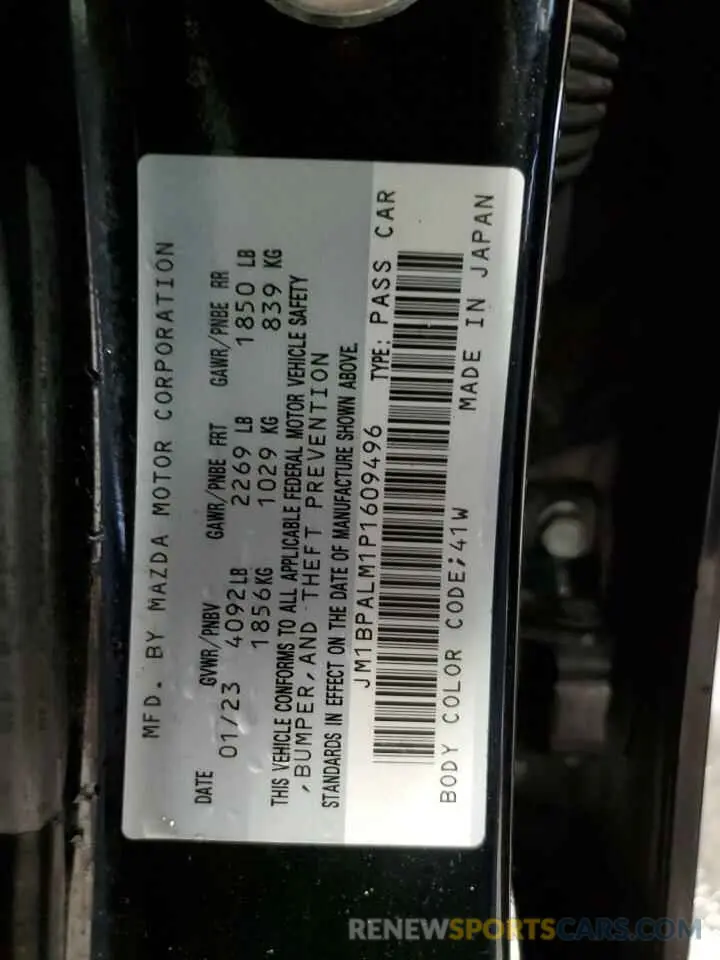 MFD. BY MAZDA MOTOR CORPORATION
DATE GVWR/PNBV GAWR/PNBE FRT GAWR/PNBE RR
01/23 4092LB 2269 LB 1850 LB
1856KG 1029 KG 839 KG
THIS VEHICLE CONFORMS TO ALL APPLICABLE FEDERAL MOTOR VEHICLE SAFETY
,BUMPER,AND THEFT PREVENTION
STANDARDS IN EFFECT ON THE DATE OF MANUFACTURE SHOWN ABOVE.
JM1BPALM1P1609496 TYPE: PASS CAR
BODY COLOR CODE;41W MADE IN JAPAN
RENEWSPORTSCARS.COM